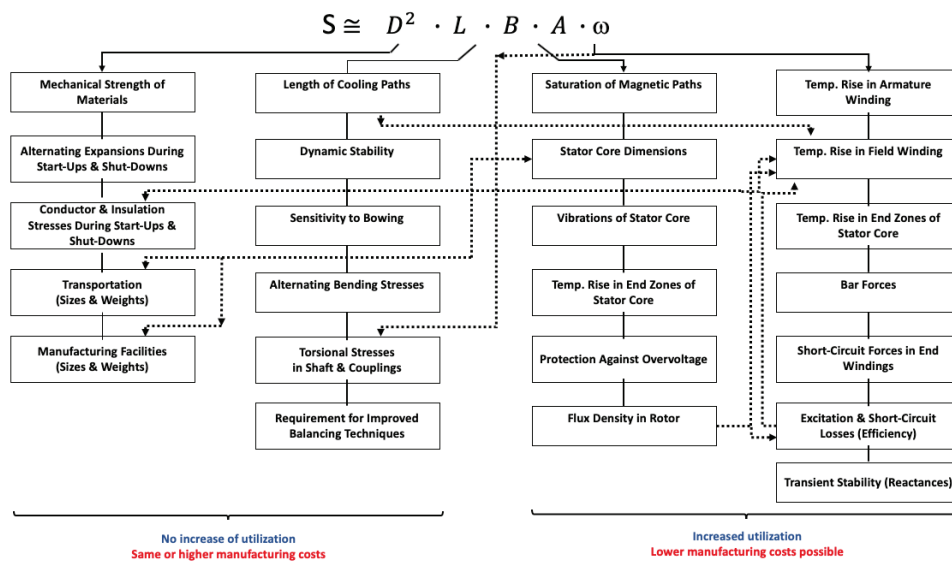 S ≅ D² · L · B · A · ω
Mechanical Strength of
Materials
Alternating Expansions During
Start-Ups & Shut-Downs
Conductor & Insulation
Stresses During Start-Ups &
Shut-Downs
Transportation
(Sizes & Weights)
Manufacturing Facilities
(Sizes & Weights)
Length of Cooling Paths
Dynamic Stability
Sensitivity to Bowing
Alternating Bending Stresses
Torsional Stresses
in Shaft & Couplings
Requirement for Improved
Balancing Techniques
Saturation of Magnetic Paths
Stator Core Dimensions
Vibrations of Stator Core
Temp. Rise in End Zones of
Stator Core
Protection Against Overvoltage
Flux Density in Rotor
Temp. Rise in Armature
Winding
Temp. Rise in Field Winding
Temp. Rise in End Zones of
Stator Core
Bar Forces
Short-Circuit Forces in End
Windings
Excitation & Short-Circuit
Losses (Efficiency)
Transient Stability (Reactances)
No increase of utilization
Same or higher manufacturing costs
Increased utilization
Lower manufacturing costs possible